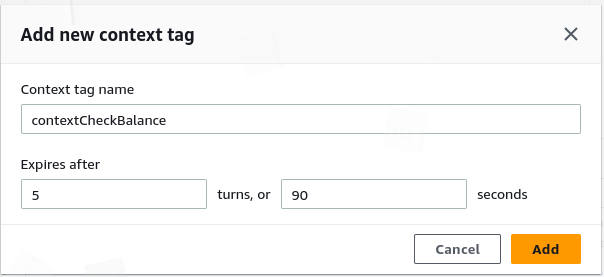 Add new context tag
Context tag name
contextCheckBalance
Expires after
5 turns, or 90 seconds
Cancel Add